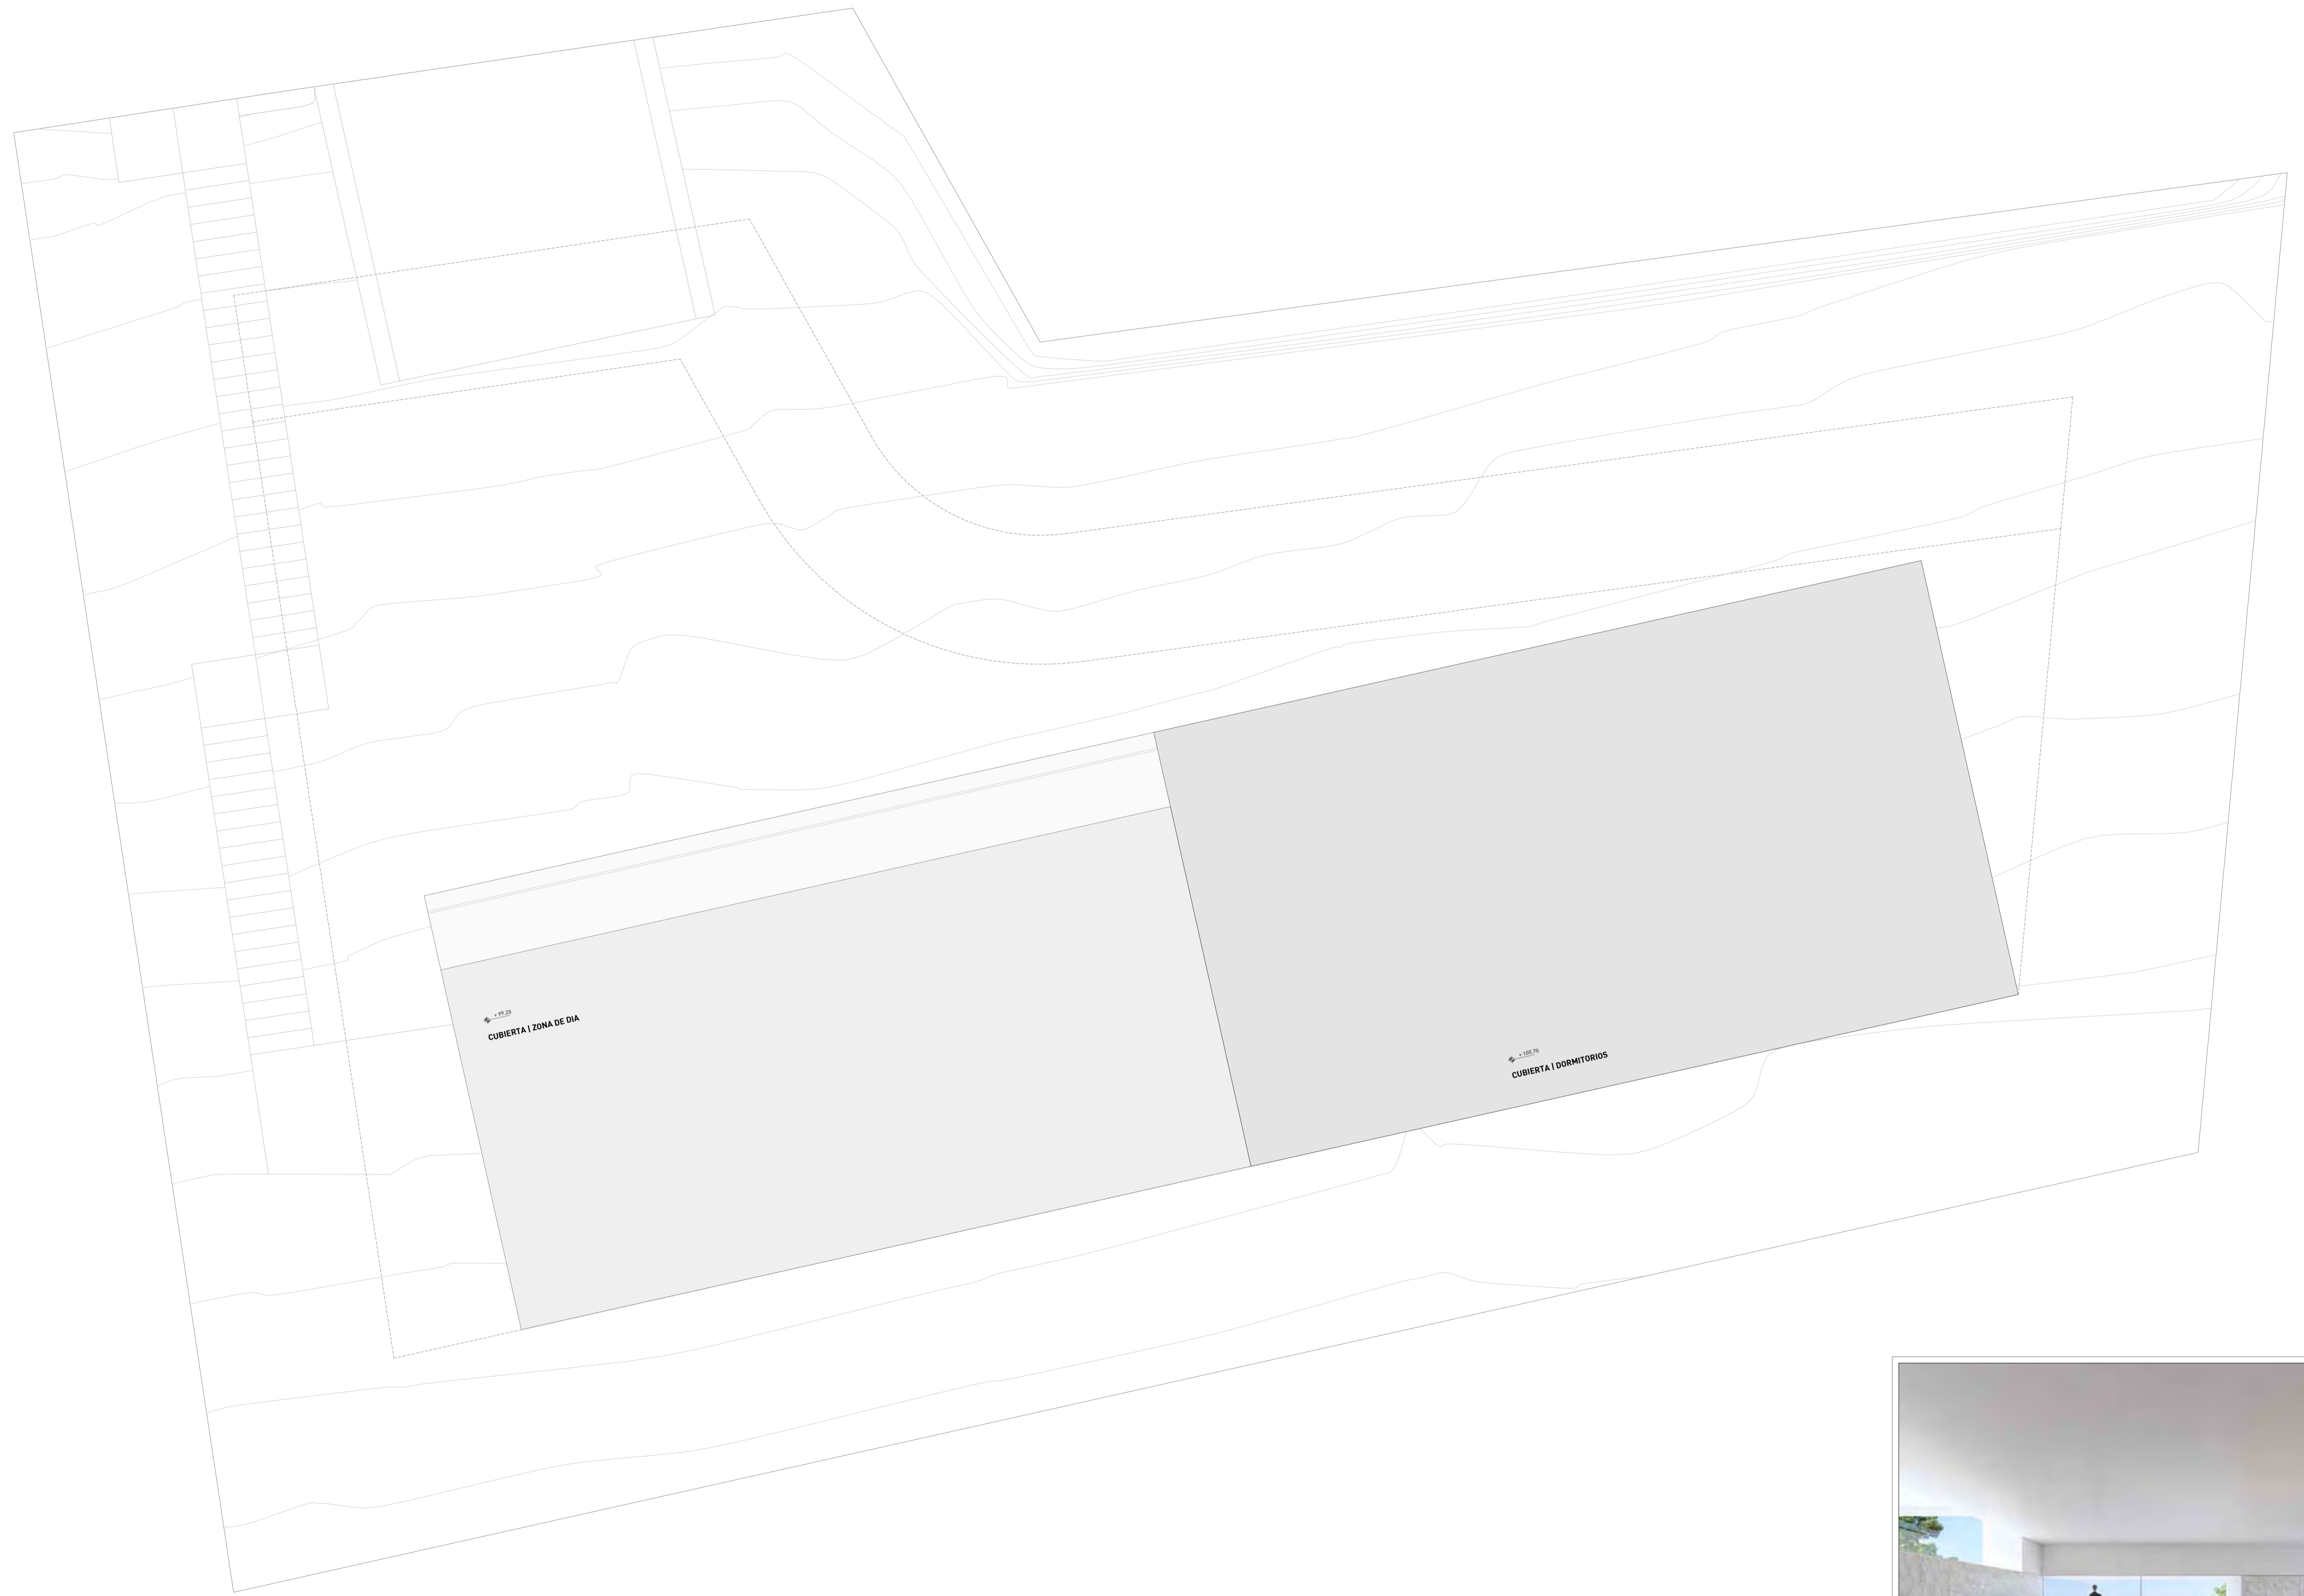 + 99.20
CUBIERTA | ZONA DE DIA
+ 100.70
CUBIERTA | DORMITORIOS